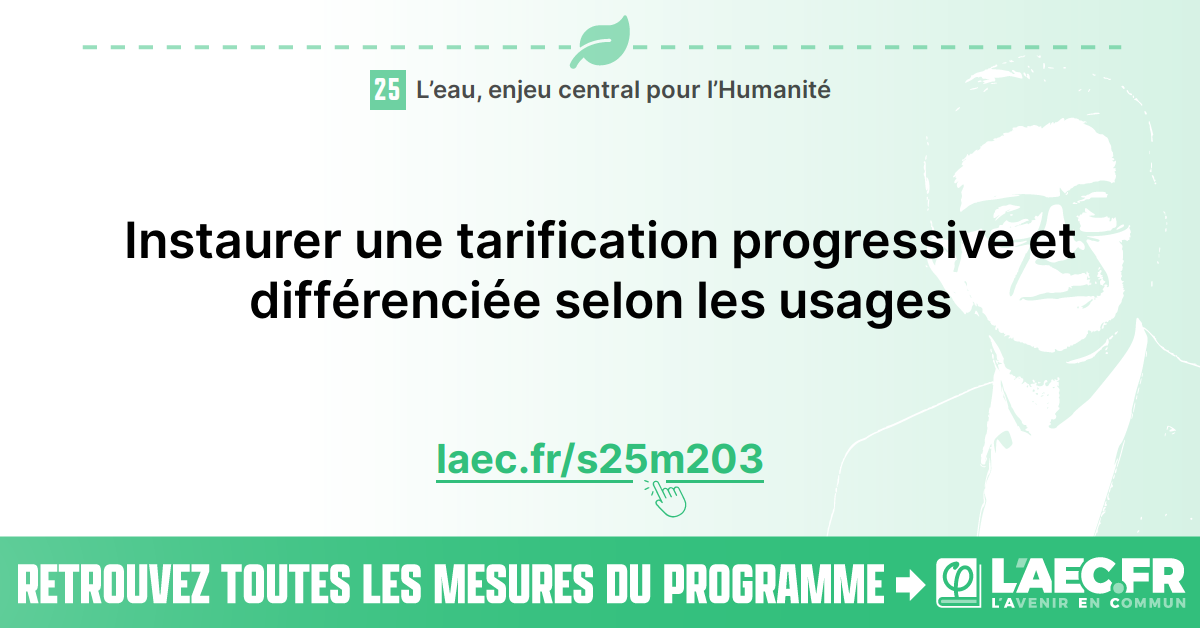 25 L’eau, enjeu central pour l’Humanité
Instaurer une tarification progressive et
différenciée selon les usages
laec.fr/s25m203
RETROUVEZ TOUTES LES MESURES DU PROGRAMME
φ L'AEC.FR
L'AVENIR EN COMMUN